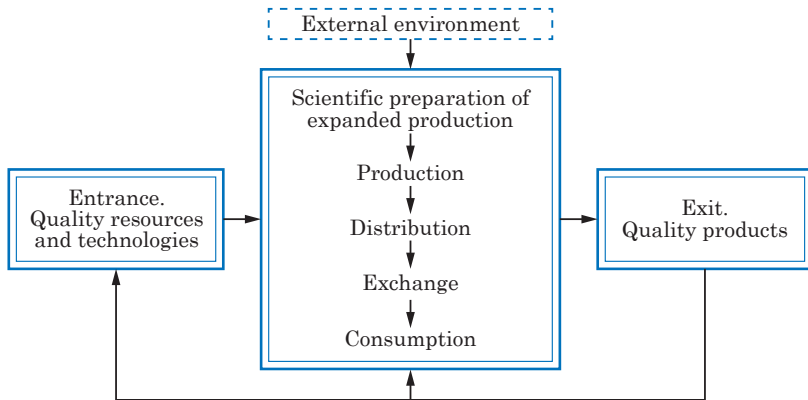 External environment
Scientific preparation of
expanded production
Production
Distribution
Exchange
Consumption
Entrance.
Quality resources
and technologies
Exit.
Quality products